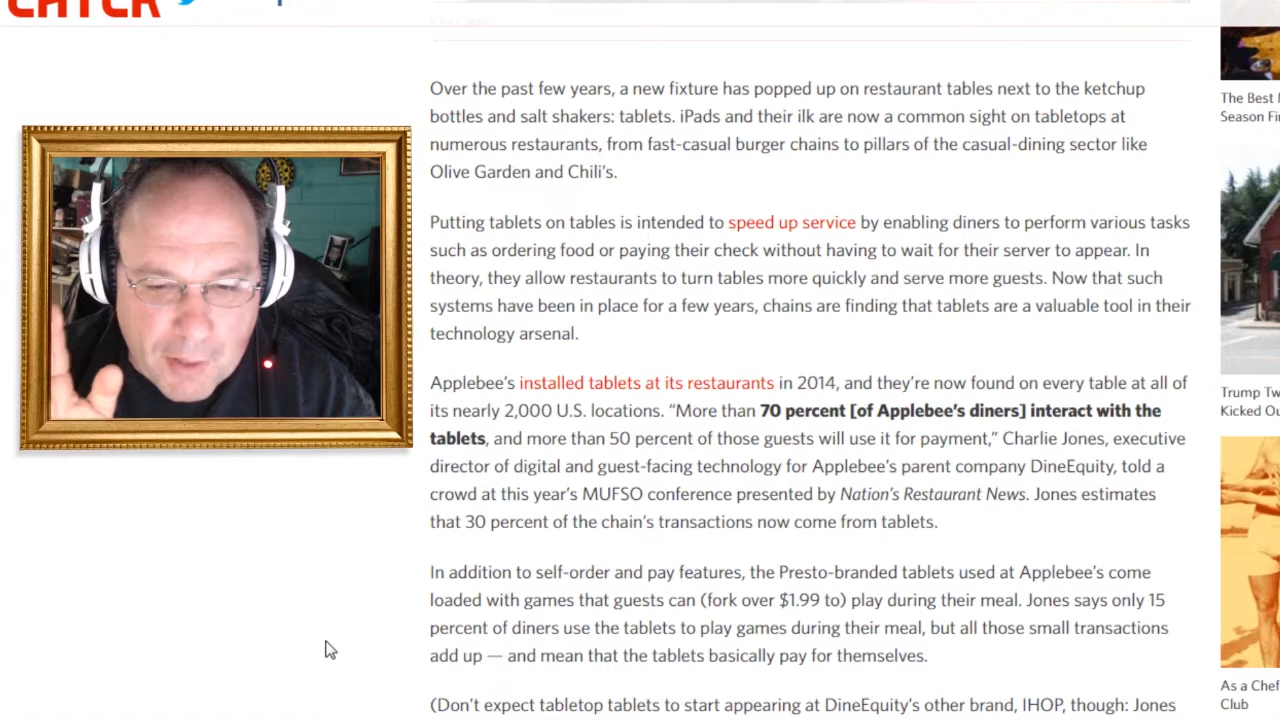 EATER
Over the past few years, a new fixture has popped up on restaurant tables next to the ketchup
bottles and salt shakers: tablets. iPads and their ilk are now a common sight on tabletops at
numerous restaurants, from fast-casual burger chains to pillars of the casual-dining sector like
Olive Garden and Chili's.
Putting tablets on tables is intended to speed up service by enabling diners to perform various tasks
such as ordering food or paying their check without having to wait for their server to appear. In
theory, they allow restaurants to turn tables more quickly and serve more guests. Now that such
systems have been in place for a few years, chains are finding that tablets are a valuable tool in their
technology arsenal.
Applebee's installed tablets at its restaurants in 2014, and they're now found on every table at all of
its nearly 2,000 U.S. locations. “More than 70 percent [of Applebee's diners] interact with the
tablets, and more than 50 percent of those guests will use it for payment,” Charlie Jones, executive
director of digital and guest-facing technology for Applebee's parent company DineEquity, told a
crowd at this year's MUFSO conference presented by Nation's Restaurant News. Jones estimates
that 30 percent of the chain's transactions now come from tablets.
In addition to self-order and pay features, the Presto-branded tablets used at Applebee's come
loaded with games that guests can (fork over $1.99 to) play during their meal. Jones says only 15
percent of diners use the tablets to play games during their meal, but all those small transactions
add up — and mean that the tablets basically pay for themselves.
(Don't expect tabletop tablets to start appearing at DineEquity's other brand, IHOP, though: Jones
The Best
Season Fi
Trump Tw
Kicked Ou
As a Chef
Club